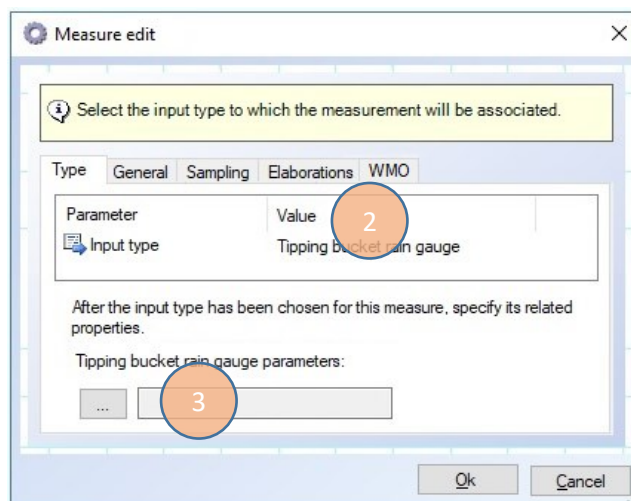 Measure edit
Select the input type to which the measurement will be associated.
Type General Sampling Elaborations WMO
Parameter Value
2
Input type Tipping bucket rain gauge
After the input type has been chosen for this measure, specify its related
properties.
Tipping bucket rain gauge parameters:
... 3
Ok Cancel